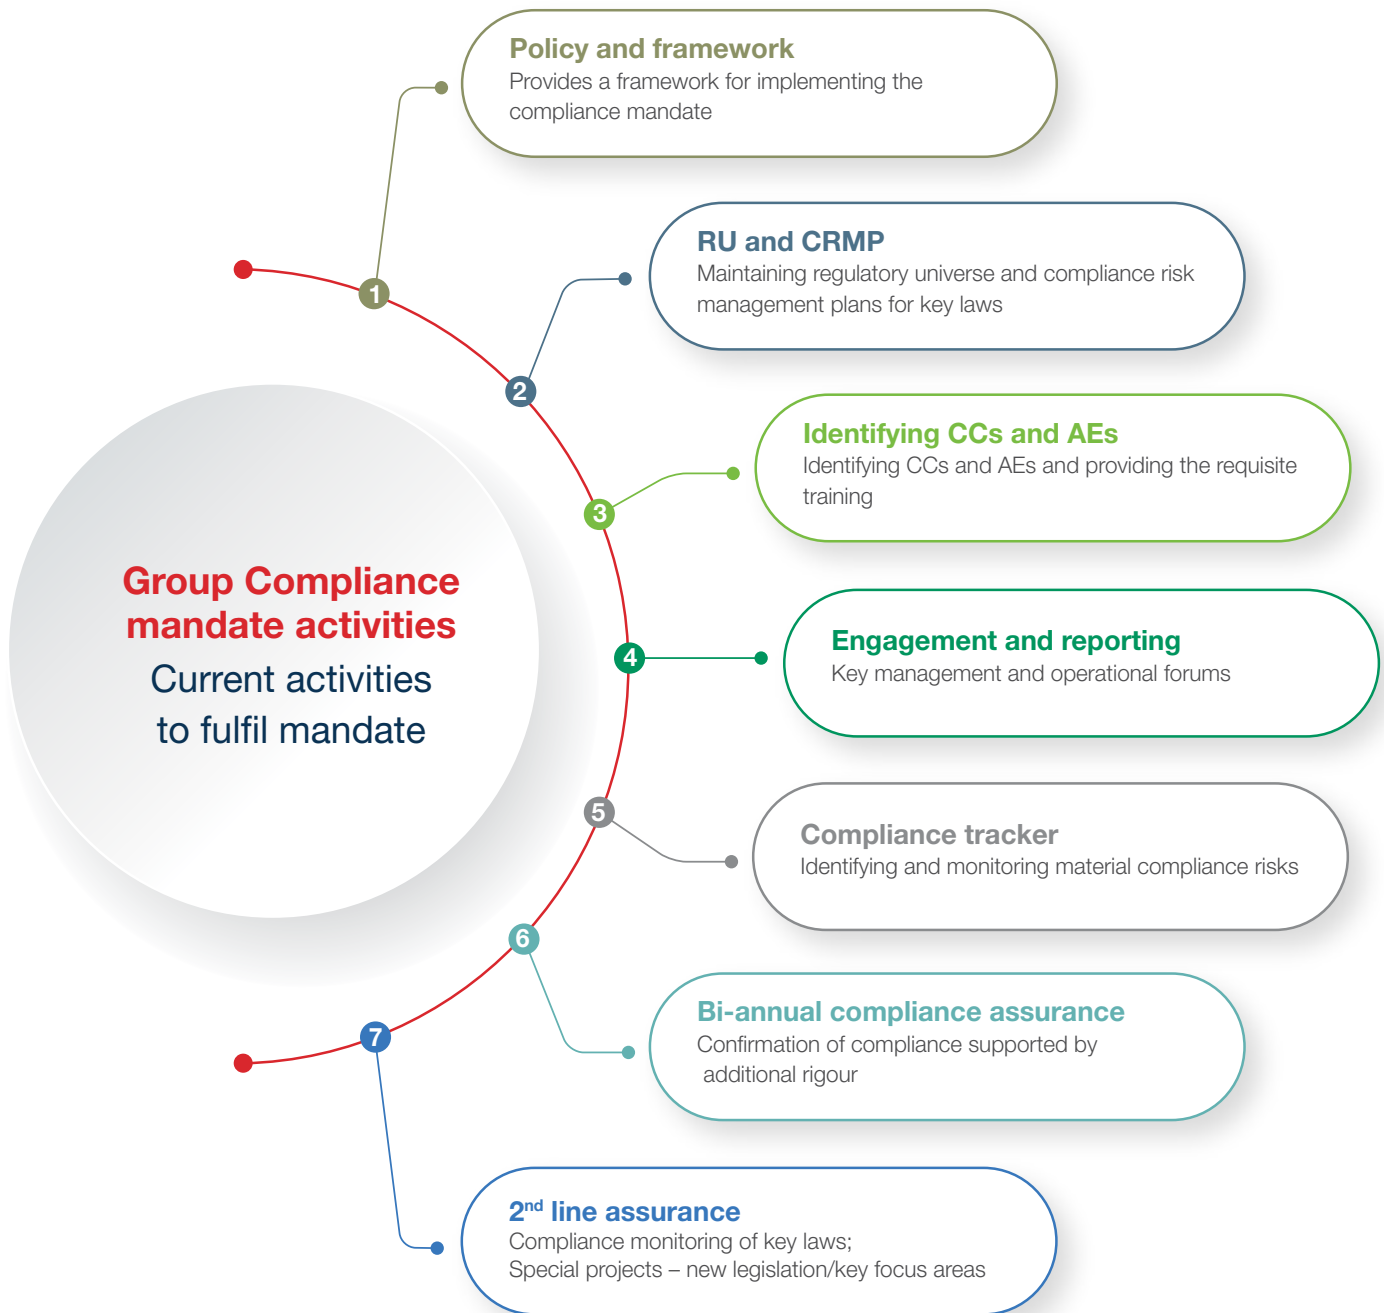 Group Compliance
mandate activities
Current activities
to fulfil mandate
1
Policy and framework
Provides a framework for implementing the
compliance mandate
2
RU and CRMP
Maintaining regulatory universe and compliance risk
management plans for key laws
3
Identifying CCs and AEs
Identifying CCs and AEs and providing the requisite
training
4
Engagement and reporting
Key management and operational forums
5
Compliance tracker
Identifying and monitoring material compliance risks
6
Bi-annual compliance assurance
Confirmation of compliance supported by
additional rigour
7
2nd line assurance
Compliance monitoring of key laws;
Special projects – new legislation/key focus areas